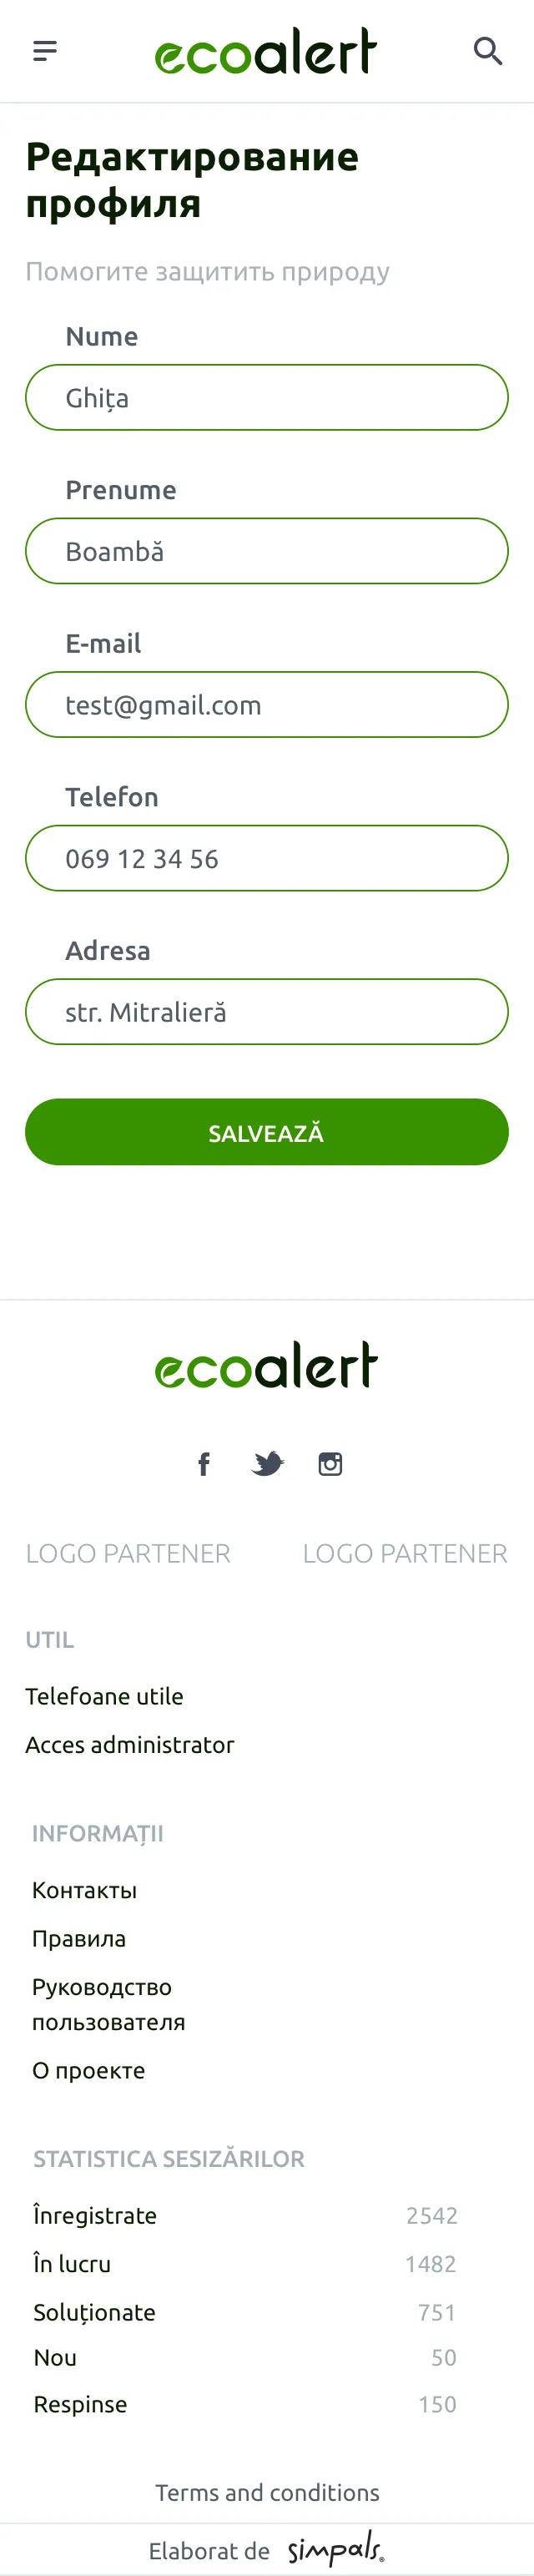 ecoalert
Редактирование
профиля
Помогите защитить природу
Nume
Ghița
Prenume
Boambă
E-mail
test@gmail.com
Telefon
069 12 34 56
Adresa
str. Mitralieră
SALVEAZĂ
ecoalert
LOGO PARTENER LOGO PARTENER
UTIL
Telefoane utile
Acces administrator
INFORMAȚII
Контакты
Правила
Руководство
пользователя
О проекте
STATISTICA SESIZĂRILOR
Înregistrate 2542
În lucru 1482
Soluționate 751
Nou 50
Respinse 150
Terms and conditions
Elaborat de simpals®